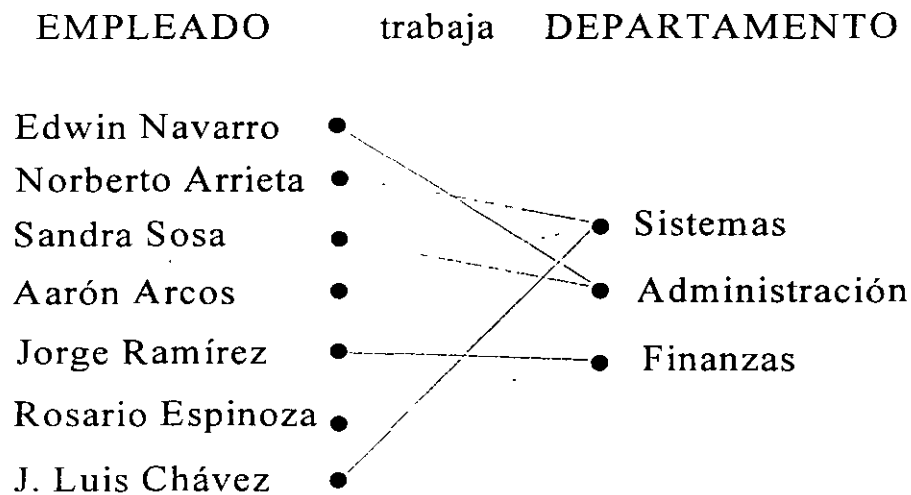 EMPLEADO trabaja DEPARTAMENTO
Edwin Navarro
Norberto Arrieta
Sandra Sosa
Aarón Arcos
Jorge Ramírez
Rosario Espinoza
J. Luis Chávez
Sistemas
Administración
Finanzas